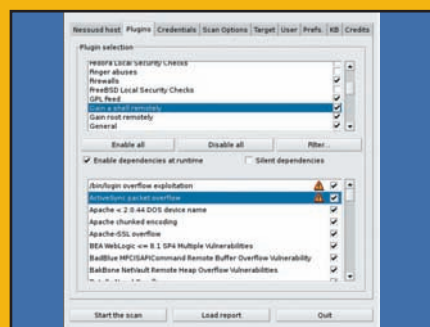 Nessusd host Plugins Credentials Scan Options Target User Prefs. KB Credits
Plugin selection
Fedora Local Security Checks
Finger abuses
Firewalls
FreeBSD Local Security Checks
GPL Feed
Gain a shell remotely
Gain root remotely
General
Enable all Disable all Filter...
Enable dependencies at runtime Silent dependencies
/bin/login overflow exploitation
ActiveSync packet overflow
Apache < 2.0.44 DOS device name
Apache chunked encoding
Apache-SSL overflow
BEA WebLogic <= 8.1 SP4 Multiple Vulnerabilities
BadBlue MFCISAPICommand Remote Buffer Overflow Vulnerability
BakBone NetVault Remote Heap Overflow Vulnerabilities
Start the scan Load report Quit